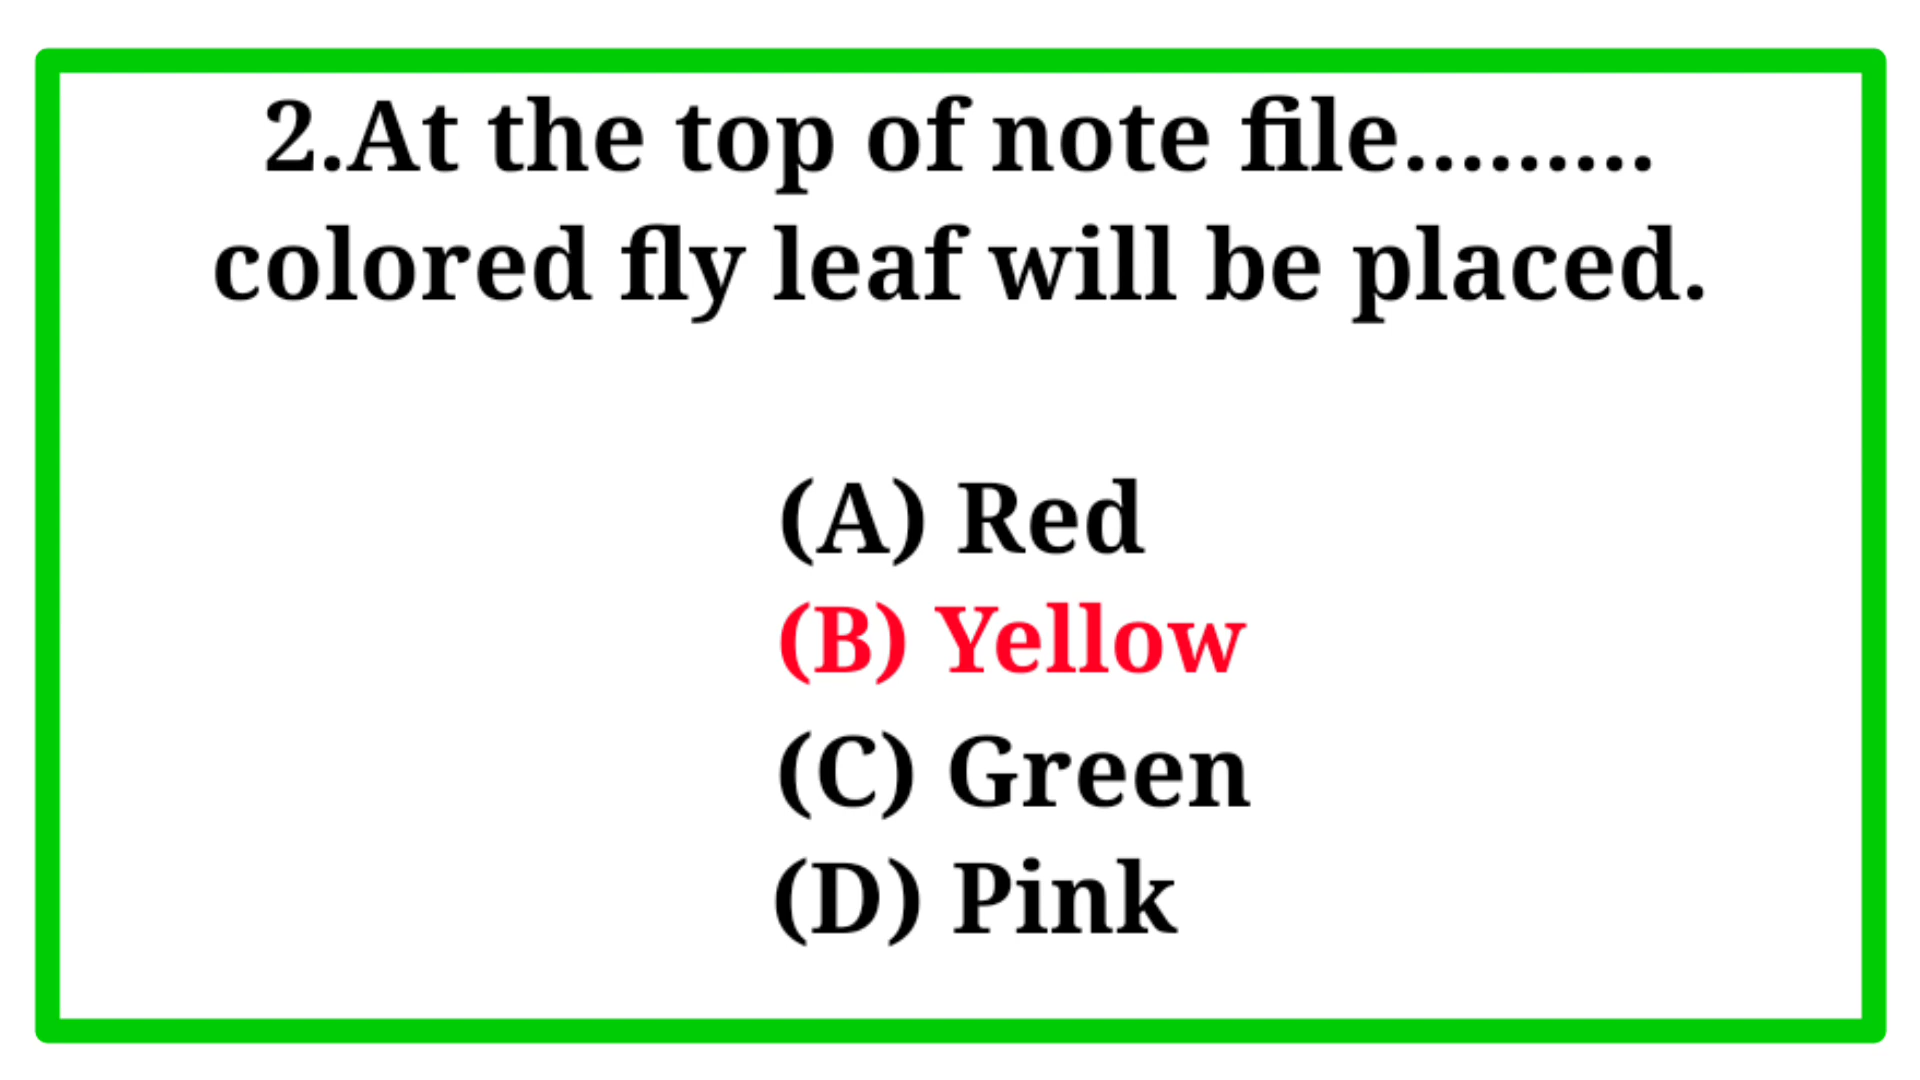 2.At the top of note file.........
colored fly leaf will be placed.
(A) Red
(B) Yellow
(C) Green
(D) Pink